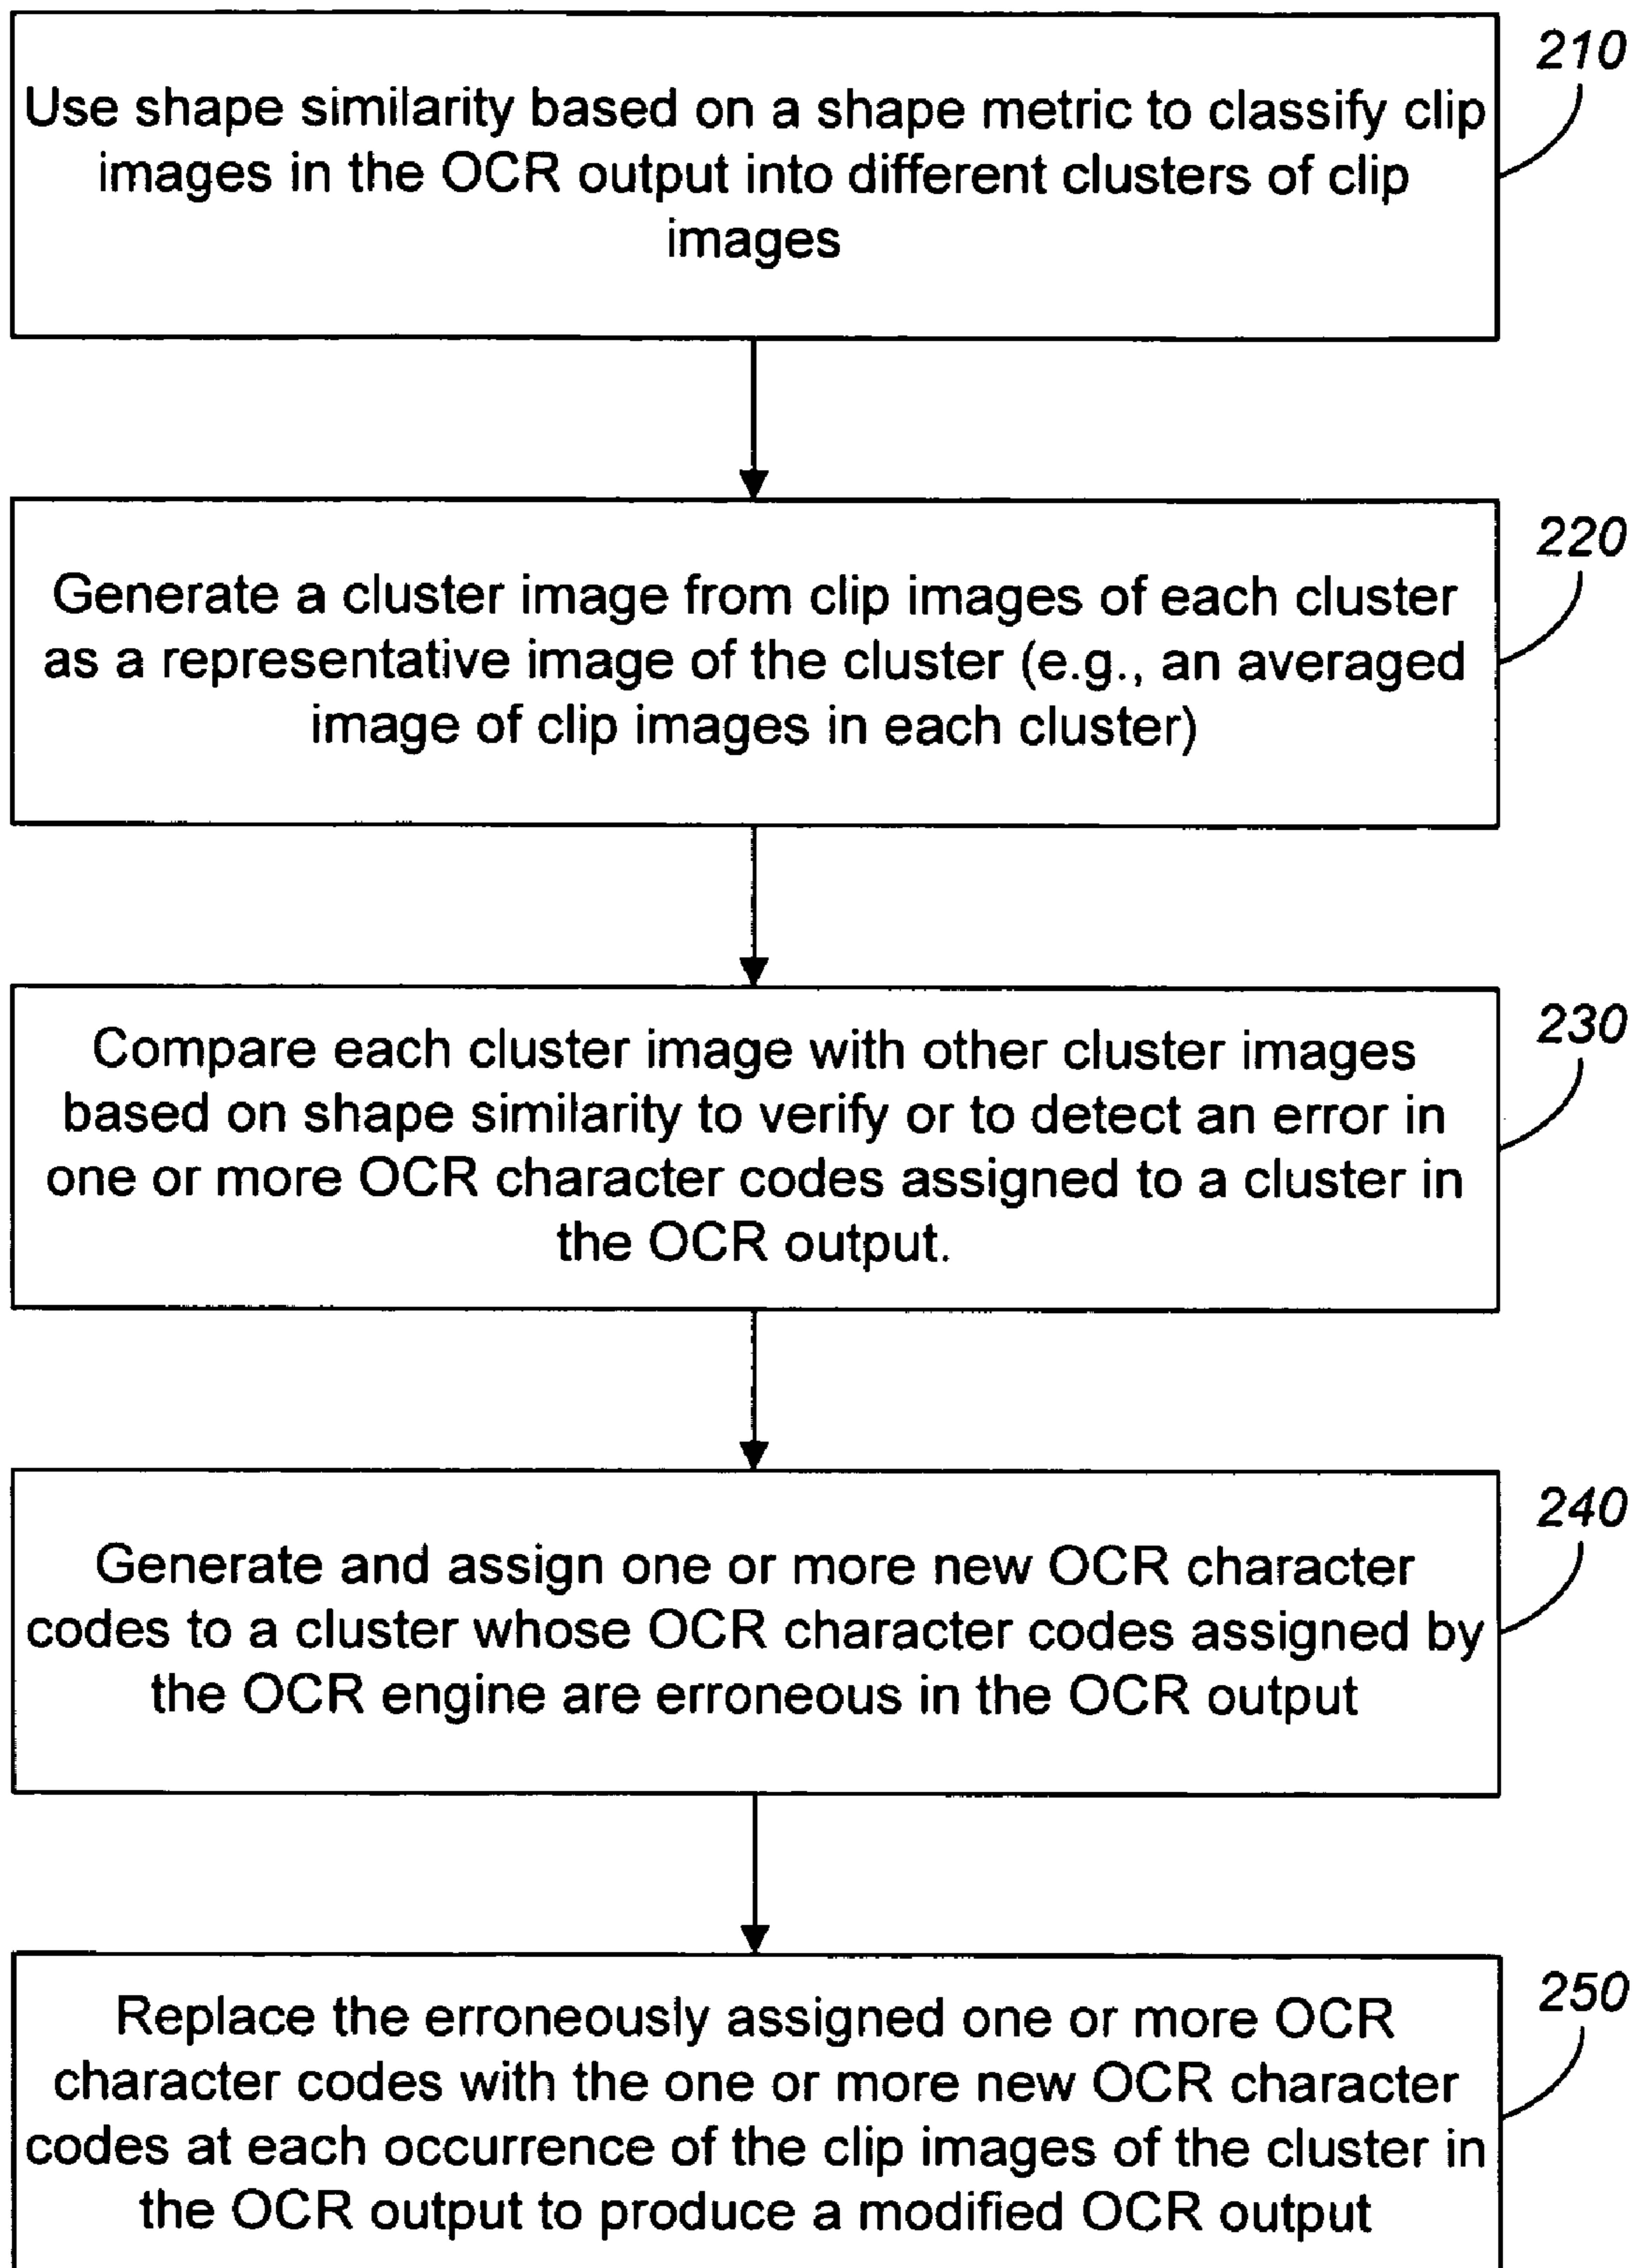 210
Use shape similarity based on a shape metric to classify clip
images in the OCR output into different clusters of clip
images
220
Generate a cluster image from clip images of each cluster
as a representative image of the cluster (e.g., an averaged
image of clip images in each cluster)
230
Compare each cluster image with other cluster images
based on shape similarity to verify or to detect an error in
one or more OCR character codes assigned to a cluster in
the OCR output.
240
Generate and assign one or more new OCR character
codes to a cluster whose OCR character codes assigned by
the OCR engine are erroneous in the OCR output
250
Replace the erroneously assigned one or more OCR
character codes with the one or more new OCR character
codes at each occurrence of the clip images of the cluster in
the OCR output to produce a modified OCR output